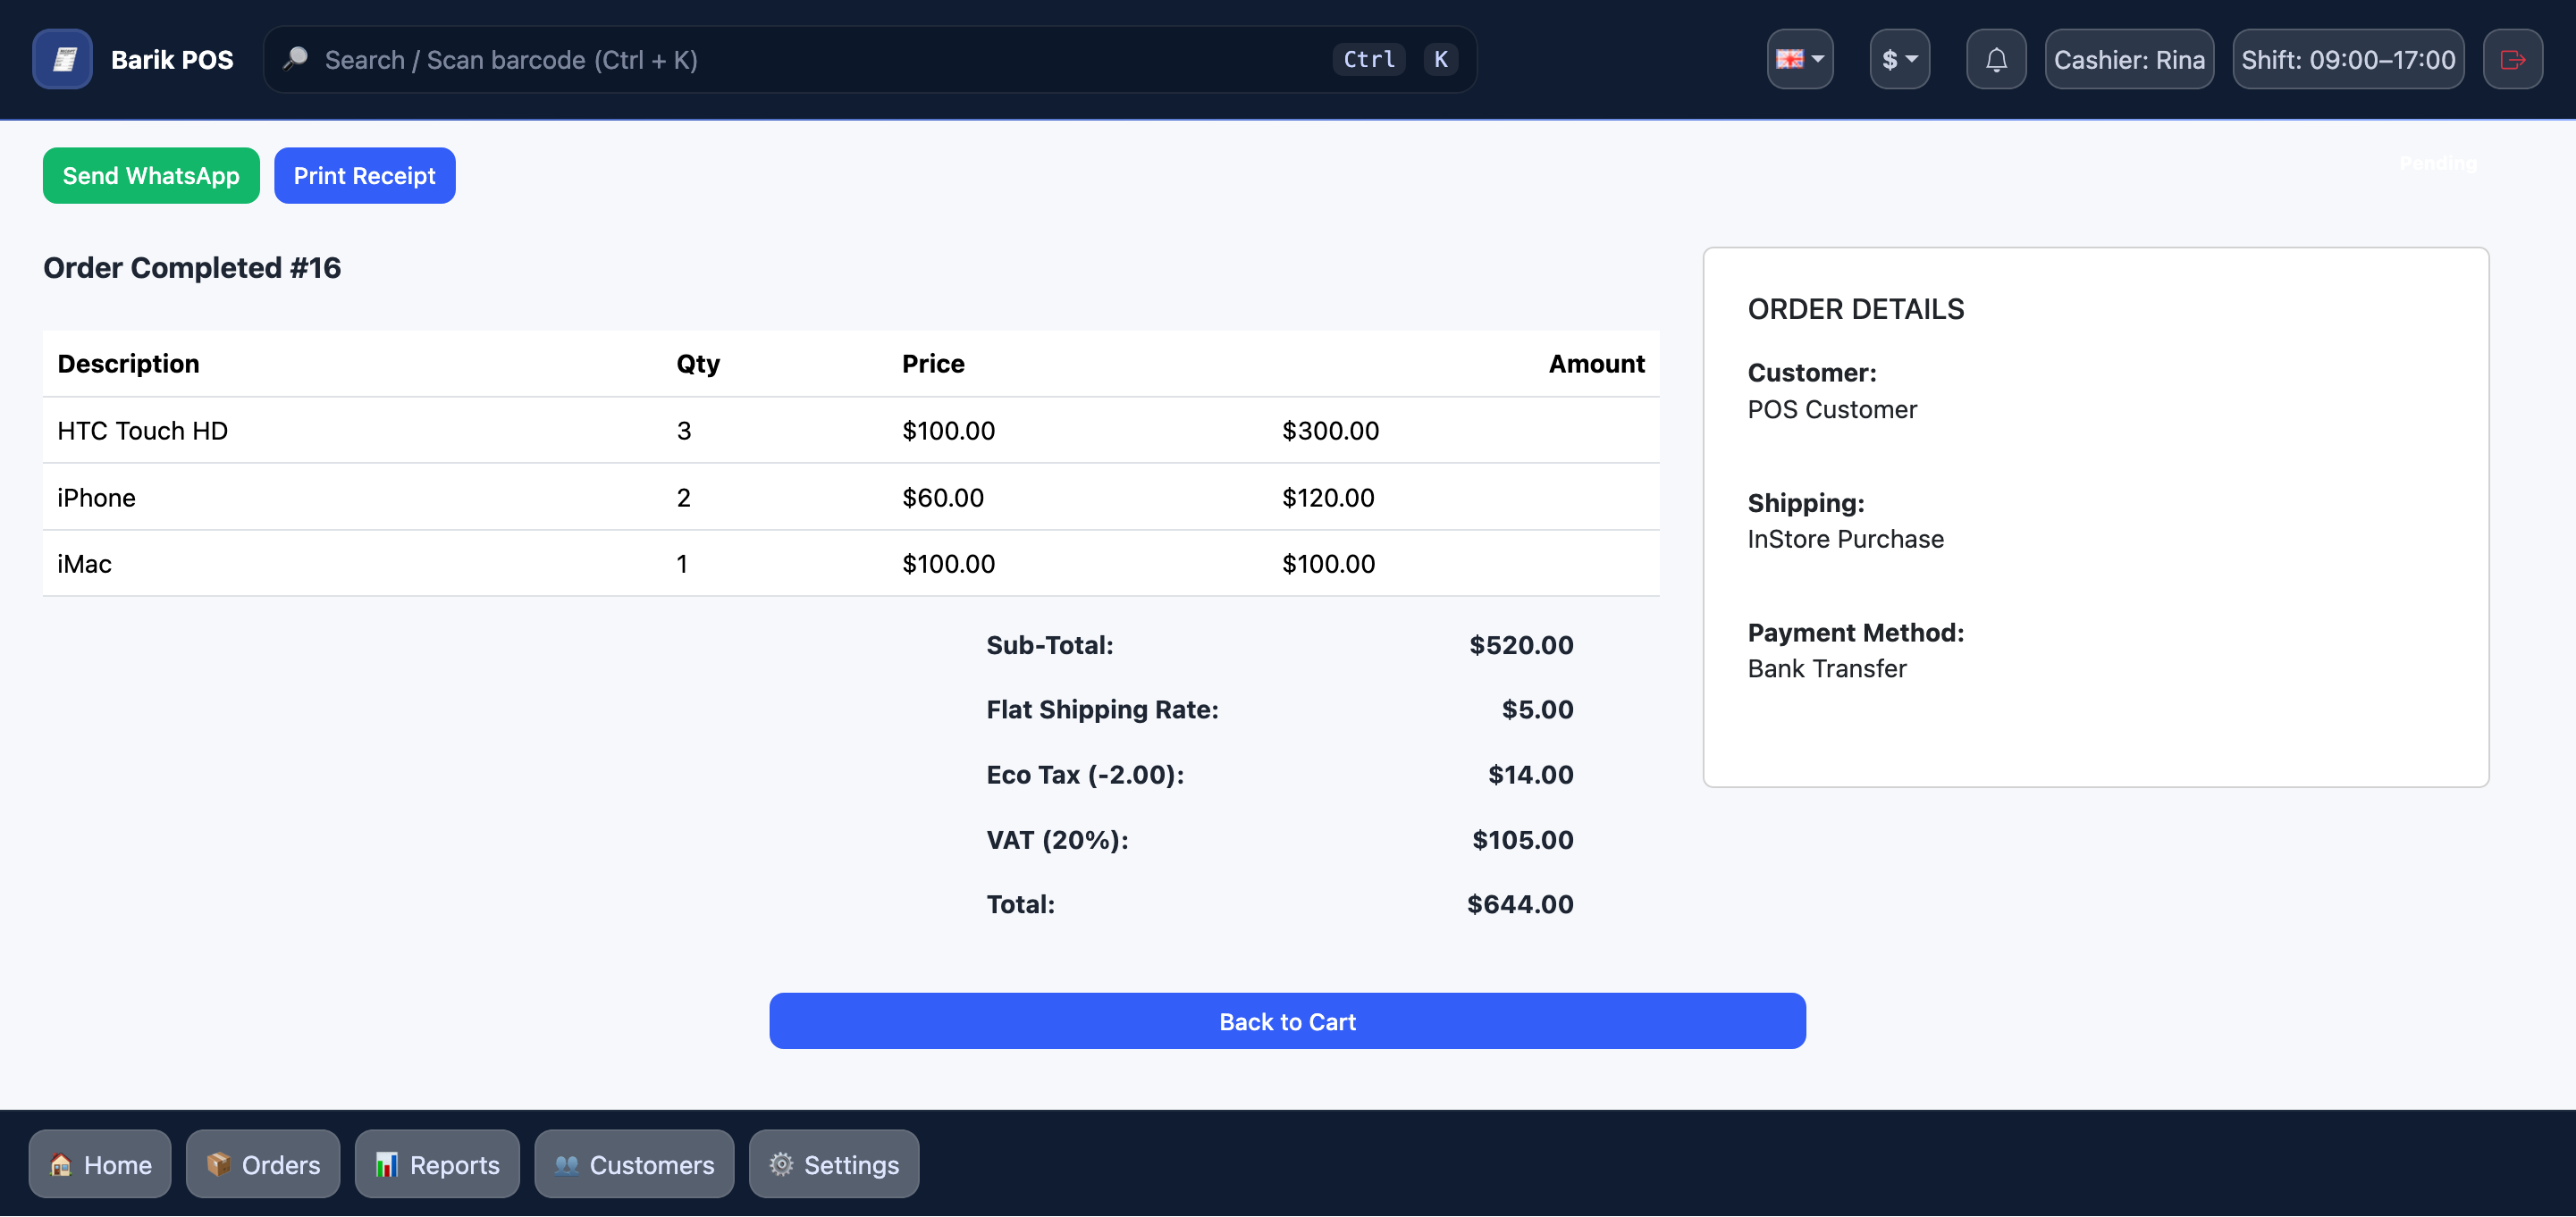 Barik POS
Search / Scan barcode (Ctrl + K) Ctrl K
$
Cashier: Rina
Shift: 09:00–17:00
Send WhatsApp
Print Receipt
Pending
Order Completed #16
Description Qty Price Amount
HTC Touch HD 3 $100.00 $300.00
iPhone 2 $60.00 $120.00
iMac 1 $100.00 $100.00
Sub-Total: $520.00
Flat Shipping Rate: $5.00
Eco Tax (-2.00): $14.00
VAT (20%): $105.00
Total: $644.00
ORDER DETAILS
Customer:
POS Customer
Shipping:
InStore Purchase
Payment Method:
Bank Transfer
Back to Cart
Home
Orders
Reports
Customers
Settings